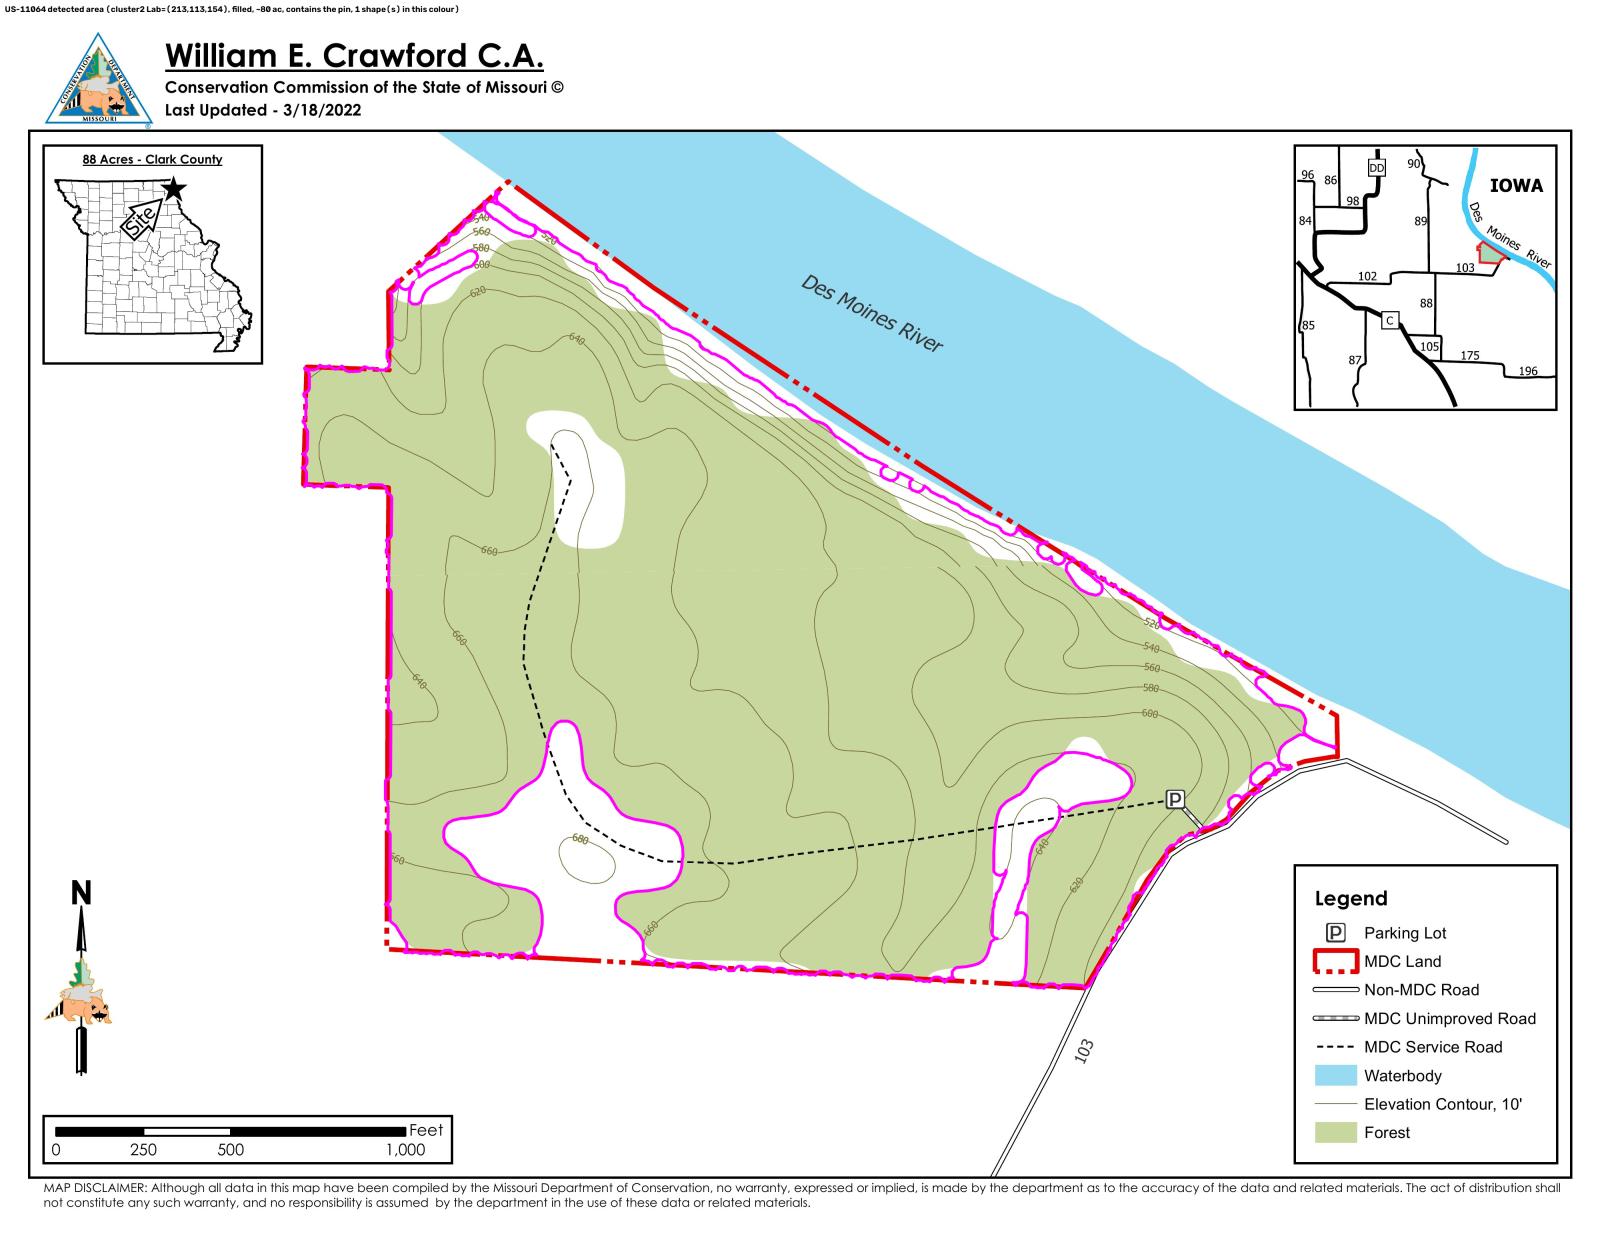 US-11064 detected area (cluster2 Lab=(213,113,154), filled, ~80 ac, contains the pin, 1 shape(s) in this colour)
William E. Crawford C.A.
Conservation Commission of the State of Missouri ©
Last Updated - 3/18/2022
CONSERVATION DEPARTMENT
MISSOURI
®
88 Acres - Clark County
Site
DD
90
96
86
IOWA
98
84
89
Des Moines River
102
103
88
C
85
105
87
175
196
Des Moines River
540
520
560
580
600
620
640
660
660
640
520
540
560
580
600
P
680
640
660
620
660
103
N
Feet
0 250 500 1,000
Legend
P Parking Lot
MDC Land
Non-MDC Road
MDC Unimproved Road
MDC Service Road
Waterbody
Elevation Contour, 10'
Forest
MAP DISCLAIMER: Although all data in this map have been compiled by the Missouri Department of Conservation, no warranty, expressed or implied, is made by the department as to the accuracy of the data and related materials. The act of distribution shall
not constitute any such warranty, and no responsibility is assumed by the department in the use of these data or related materials.